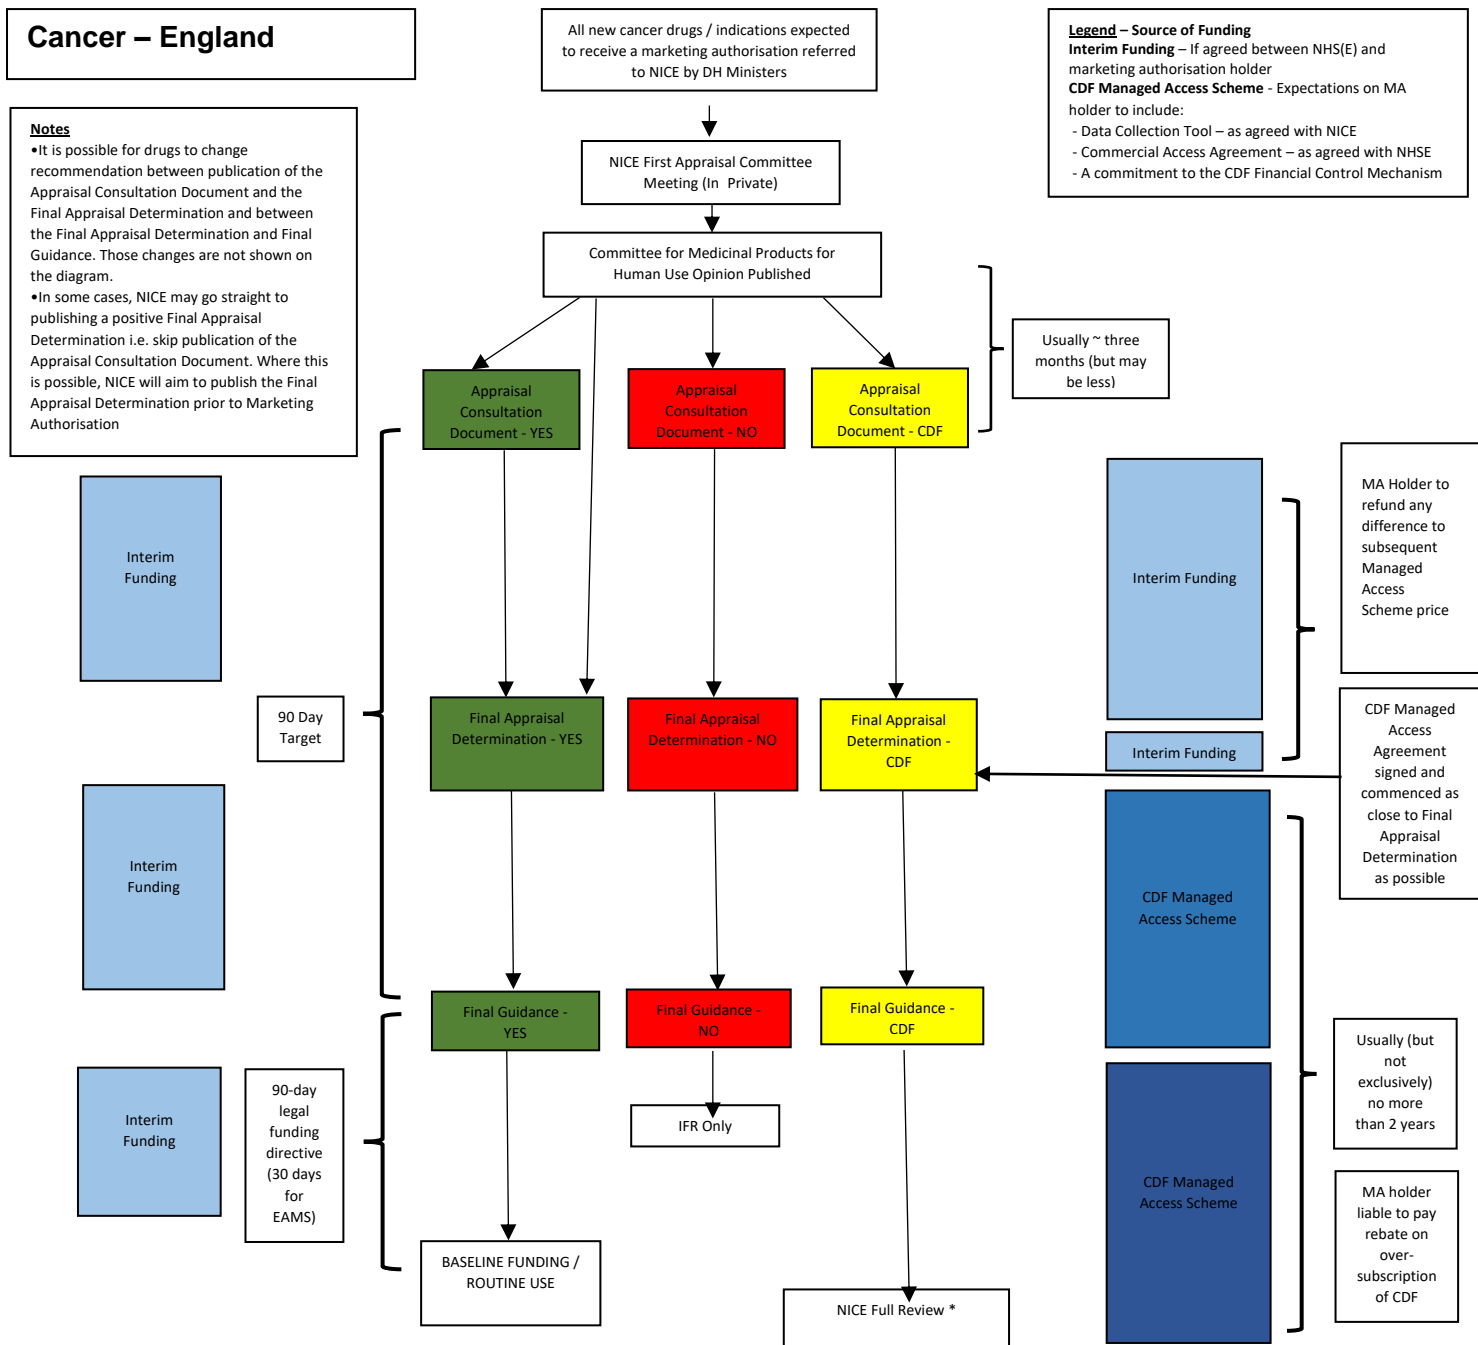 Cancer – England
All new cancer drugs / indications expected
to receive a marketing authorisation referred
to NICE by DH Ministers
Legend – Source of Funding
Interim Funding – If agreed between NHS(E) and
marketing authorisation holder
CDF Managed Access Scheme - Expectations on MA
holder to include:
- Data Collection Tool – as agreed with NICE
- Commercial Access Agreement – as agreed with NHSE
- A commitment to the CDF Financial Control Mechanism
Notes
•It is possible for drugs to change
recommendation between publication of the
Appraisal Consultation Document and the
Final Appraisal Determination and between
the Final Appraisal Determination and Final
Guidance. Those changes are not shown on
the diagram.
•In some cases, NICE may go straight to
publishing a positive Final Appraisal
Determination i.e. skip publication of the
Appraisal Consultation Document. Where this
is possible, NICE will aim to publish the Final
Appraisal Determination prior to Marketing
Authorisation
NICE First Appraisal Committee
Meeting (In Private)
Committee for Medicinal Products for
Human Use Opinion Published
Usually ~ three
months (but may
be less)
Appraisal
Consultation
Document - YES
Appraisal
Consultation
Document - NO
Appraisal
Consultation
Document - CDF
Interim
Funding
Interim Funding
MA Holder to
refund any
difference to
subsequent
Managed
Access
Scheme price
90 Day
Target
Final Appraisal
Determination - YES
Final Appraisal
Determination - NO
Final Appraisal
Determination -
CDF
Interim Funding
CDF Managed
Access
Agreement
signed and
commenced as
close to Final
Appraisal
Determination
as possible
Interim
Funding
CDF Managed
Access Scheme
Final Guidance -
YES
Final Guidance -
NO
Final Guidance -
CDF
Usually (but
not
exclusively)
no more
than 2 years
Interim
Funding
90-day
legal
funding
directive
(30 days
for
EAMS)
IFR Only
CDF Managed
Access Scheme
MA holder
liable to pay
rebate on
over-
subscription
of CDF
BASELINE FUNDING /
ROUTINE USE
NICE Full Review *